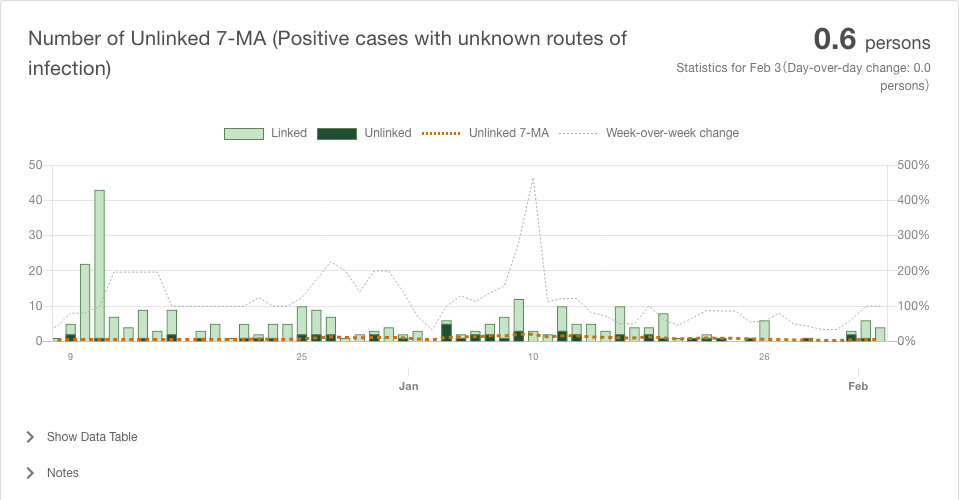 Number of Unlinked 7-MA (Positive cases with unknown routes of
infection)
0.6 persons
Statistics for Feb 3(Day-over-day change: 0.0
persons)
Linked Unlinked Unlinked 7-MA Week-over-week change
50 500%
40 400%
30 300%
20 200%
10 100%
0 0%
9 25 10 26
Jan Feb
Show Data Table
Notes